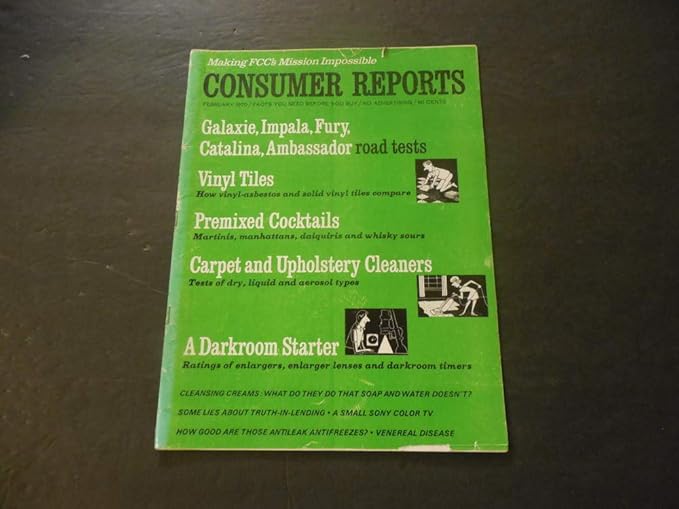 Making FCC's Mission Impossible
CONSUMER REPORTS
FEBRUARY 1970 / FACTS YOU NEED BEFORE YOU BUY / NO ADVERTISING / 60 CENTS
Galaxie, Impala, Fury,
Catalina, Ambassador road tests
Vinyl Tiles
How vinyl-asbestos and solid vinyl tiles compare
Premixed Cocktails
Martinis, manhattans, daiquiris and whisky sours
Carpet and Upholstery Cleaners
Tests of dry, liquid and aerosol types
A Darkroom Starter
Ratings of enlargers, enlarger lenses and darkroom timers
CLEANSING CREAMS: WHAT DO THEY DO THAT SOAP AND WATER DOESN'T?
SOME LIES ABOUT TRUTH-IN-LENDING • A SMALL SONY COLOR TV
HOW GOOD ARE THOSE ANTILEAK ANTIFREEZES? • VENEREAL DISEASE